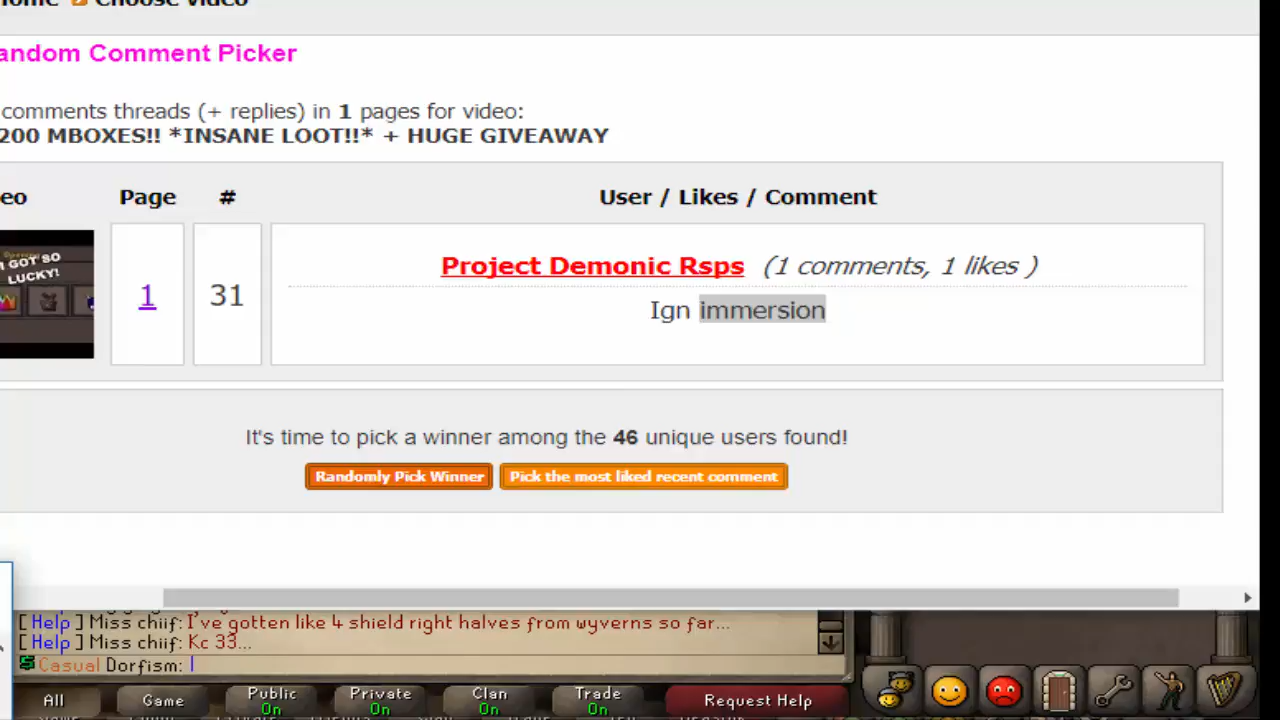 Choose Video
andom Comment Picker
comments threads (+ replies) in 1 pages for video:
200 MBOXES!! *INSANE LOOT!!* + HUGE GIVEAWAY
eo Page # User / Likes / Comment
I GOT SO
LUCKY!
1 31
Project Demonic Rsps (1 comments, 1 likes )
Ign immersion
It's time to pick a winner among the 46 unique users found!
Randomly Pick Winner Pick the most liked recent comment
[Help] Miss chiif: I've gotten like 4 shield right halves from wyverns so far...
[Help] Miss chiif: Kc 33...
Casual Dorfism: |
All Game Public On Private On Clan On Trade On Request Help